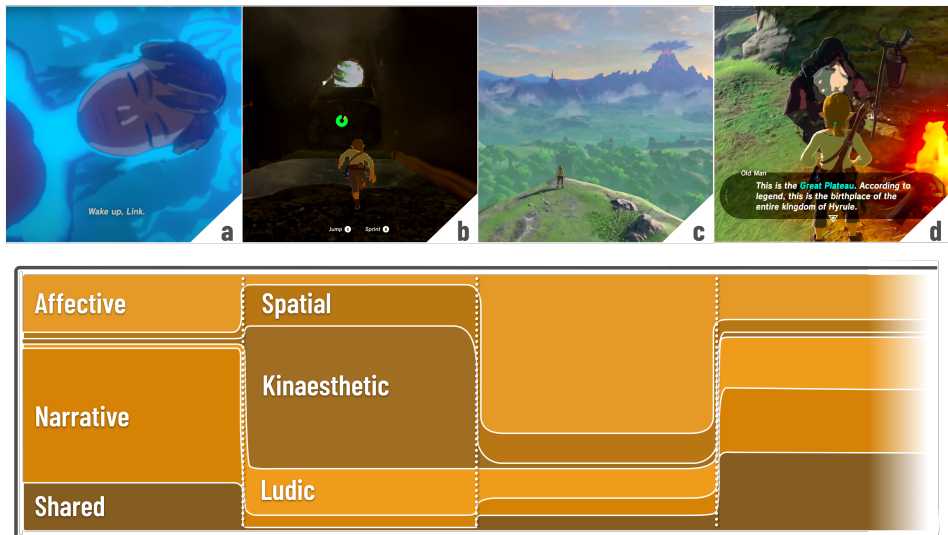 Wake up, Link.
a
Jump X
Sprint B
b
c
Old Man
This is the Great Plateau. According to
legend, this is the birthplace of the
entire kingdom of Hyrule.
d
Affective
Spatial
Kinaesthetic
Narrative
Ludic
Shared